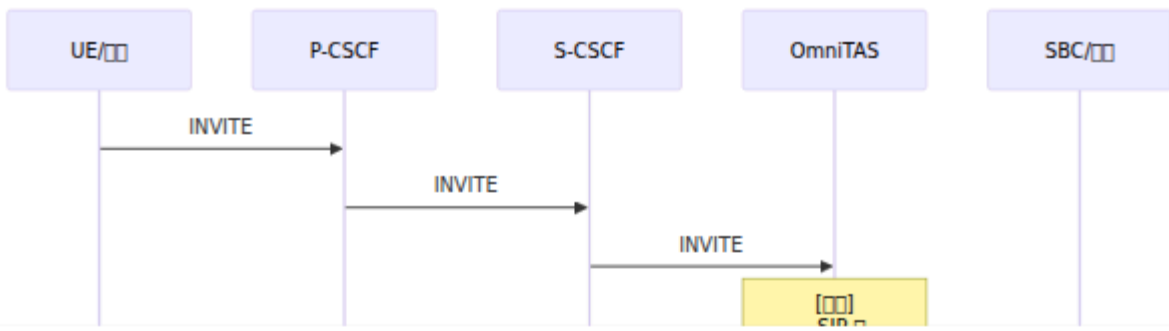 UE/
P-CSCF
S-CSCF
OmniTAS
SBC/
INVITE
INVITE
INVITE
SIP